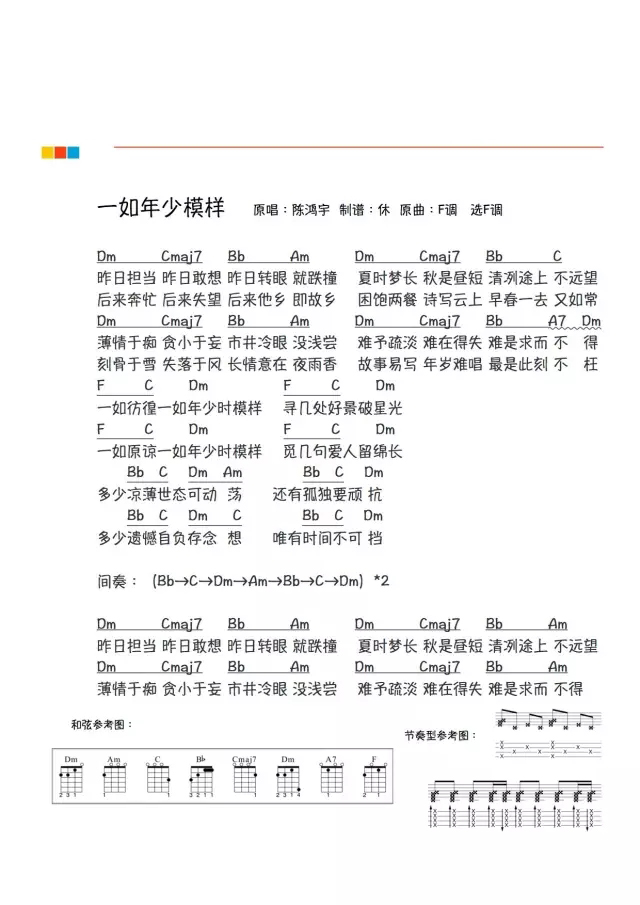 一如年少模样 原唱：陈鸿宇 制谱：休 原曲：F调 选F调
Dm Cmaj7 Bb Am Dm Cmaj7 Bb C
昨日担当 昨日敢想 昨日转眼 就跌撞 夏时梦长 秋是昼短 清冽途上 不远望
后来奔忙 后来失望 后来他乡 即故乡 困饱两餐 诗写云上 早春一去 又如常
Dm Cmaj7 Bb Am Dm Cmaj7 Bb A7 Dm
薄情于痴 贪小于妄 市井冷眼 没浅尝 难予疏淡 难在得失 难是求而 不 得
刻骨于雪 失落于风 长情意在 夜雨香 故事易写 年岁难唱 最是此刻 不 枉
F C Dm F C Dm
一如彷徨一如年少时模样 寻几处好景破星光
F C Dm F C Dm
一如原谅一如年少时模样 觅几句爱人留绵长
Bb C Dm Am Bb C Dm
多少凉薄世态可动 荡 还有孤独要顽 抗
Bb C Dm C Bb C Dm
多少遗憾自负存念 想 唯有时间不可 挡
间奏：（Bb→C→Dm→Am→Bb→C→Dm）*2
Dm Cmaj7 Bb Am Dm Cmaj7 Bb Am
昨日担当 昨日敢想 昨日转眼 就跌撞 夏时梦长 秋是昼短 清冽途上 不远望
Dm Cmaj7 Bb Am Dm Cmaj7 Bb Am
薄情于痴 贪小于妄 市井冷眼 没浅尝 难予疏淡 难在得失 难是求而 不得
和弦参考图：
节奏型参考图：
Dm Am C B♭ Cmaj7 Dm A7 F
2 3 1 1 1 3 2 1 1 1 2 3 1 4 1 2 1